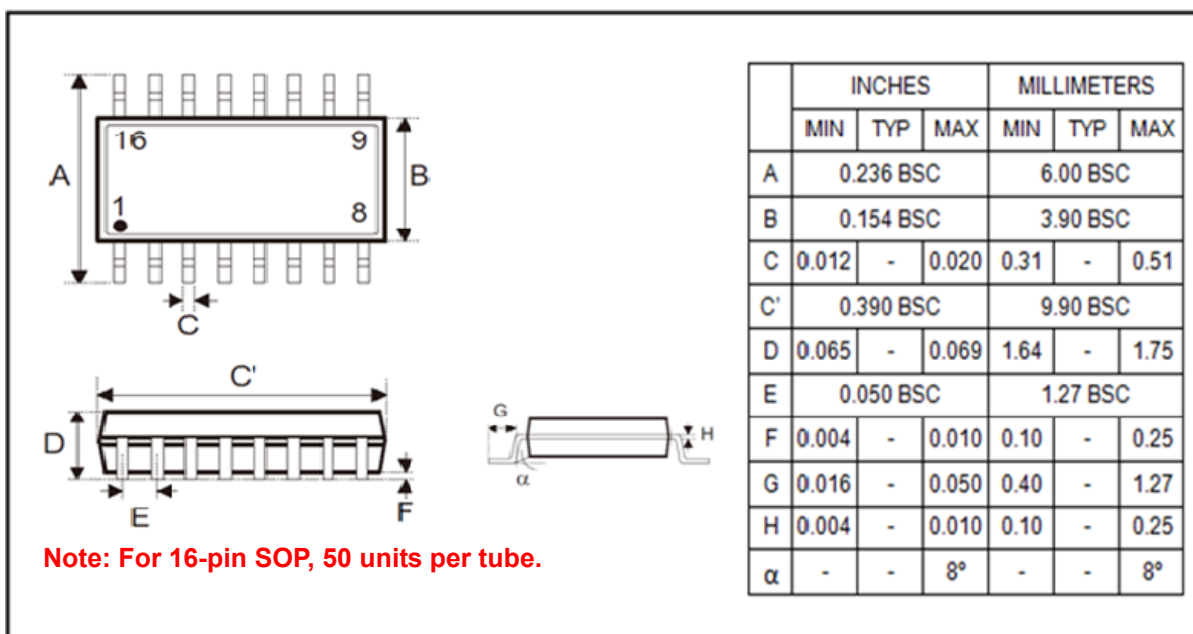 16 9
1 8
A
B
C
C'
D
E
F
G
H
α
Note: For 16-pin SOP, 50 units per tube.
INCHES MILLIMETERS
MIN TYP MAX MIN TYP MAX
A 0.236 BSC 6.00 BSC
B 0.154 BSC 3.90 BSC
C 0.012 - 0.020 0.31 - 0.51
C' 0.390 BSC 9.90 BSC
D 0.065 - 0.069 1.64 - 1.75
E 0.050 BSC 1.27 BSC
F 0.004 - 0.010 0.10 - 0.25
G 0.016 - 0.050 0.40 - 1.27
H 0.004 - 0.010 0.10 - 0.25
α - - 8º - - 8º